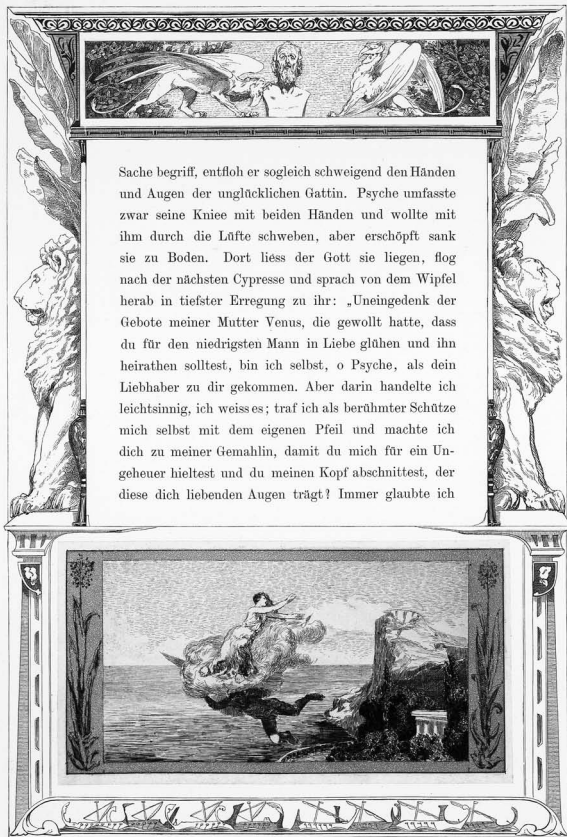 Sache begriff, entfloh er sogleich schweigend den Händen
und Augen der unglücklichen Gattin. Psyche umfasste
zwar seine Kniee mit beiden Händen und wollte mit
ihm durch die Lüfte schweben, aber erschöpft sank
sie zu Boden. Dort liess der Gott sie liegen, flog
nach der nächsten Cypresse und sprach von dem Wipfel
herab in tiefster Erregung zu ihr: „Uneingedenk der
Gebote meiner Mutter Venus, die gewollt hatte, dass
du für den niedrigsten Mann in Liebe glühen und ihn
heirathen solltest, bin ich selbst, o Psyche, als dein
Liebhaber zu dir gekommen. Aber darin handelte ich
leichtsinnig, ich weiss es; traf ich als berühmter Schütze
mich selbst mit dem eigenen Pfeil und machte ich
dich zu meiner Gemahlin, damit du mich für ein Un-
geheuer hieltest und du meinen Kopf abschnittest, der
diese dich liebenden Augen trägt? Immer glaubte ich